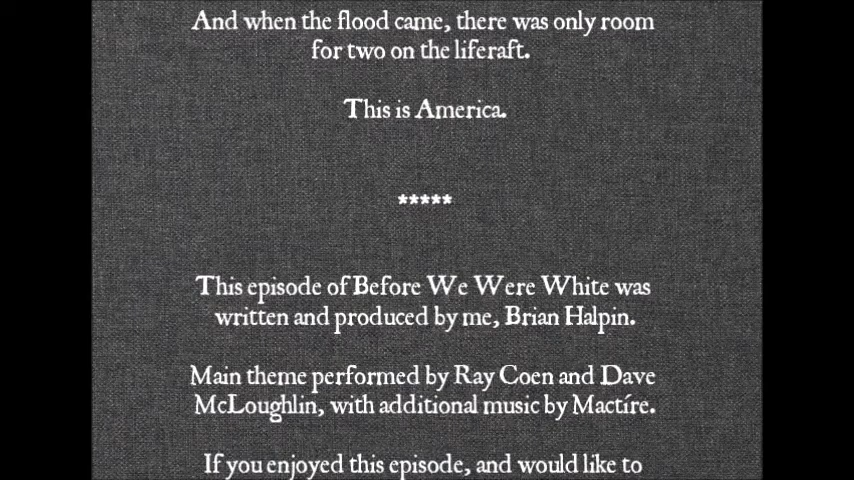 And when the flood came, there was only room
for two on the liferaft.
This is America.
*****
This episode of Before We Were White was
written and produced by me, Brian Halpin.
Main theme performed by Ray Coen and Dave
McLoughlin, with additional music by Mactíre.
If you enjoyed this episode, and would like to